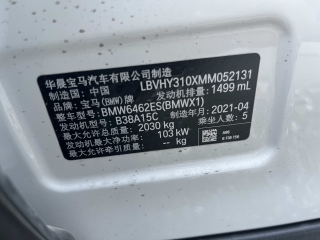 华晨宝马汽车有限公司制造
制造国：中国 LBVHY310XMM052131
品牌：宝马(BMW)牌 发动机排量：1499 mL
整车型号：BMW6462ES(BMWX1)
发动机型号：B38A15C 制造年月：2021-04
最大允许总质量：2030 kg 乘坐人数：5
发动机最大净功率：103 kW
最大允许牵引质量：-- kg